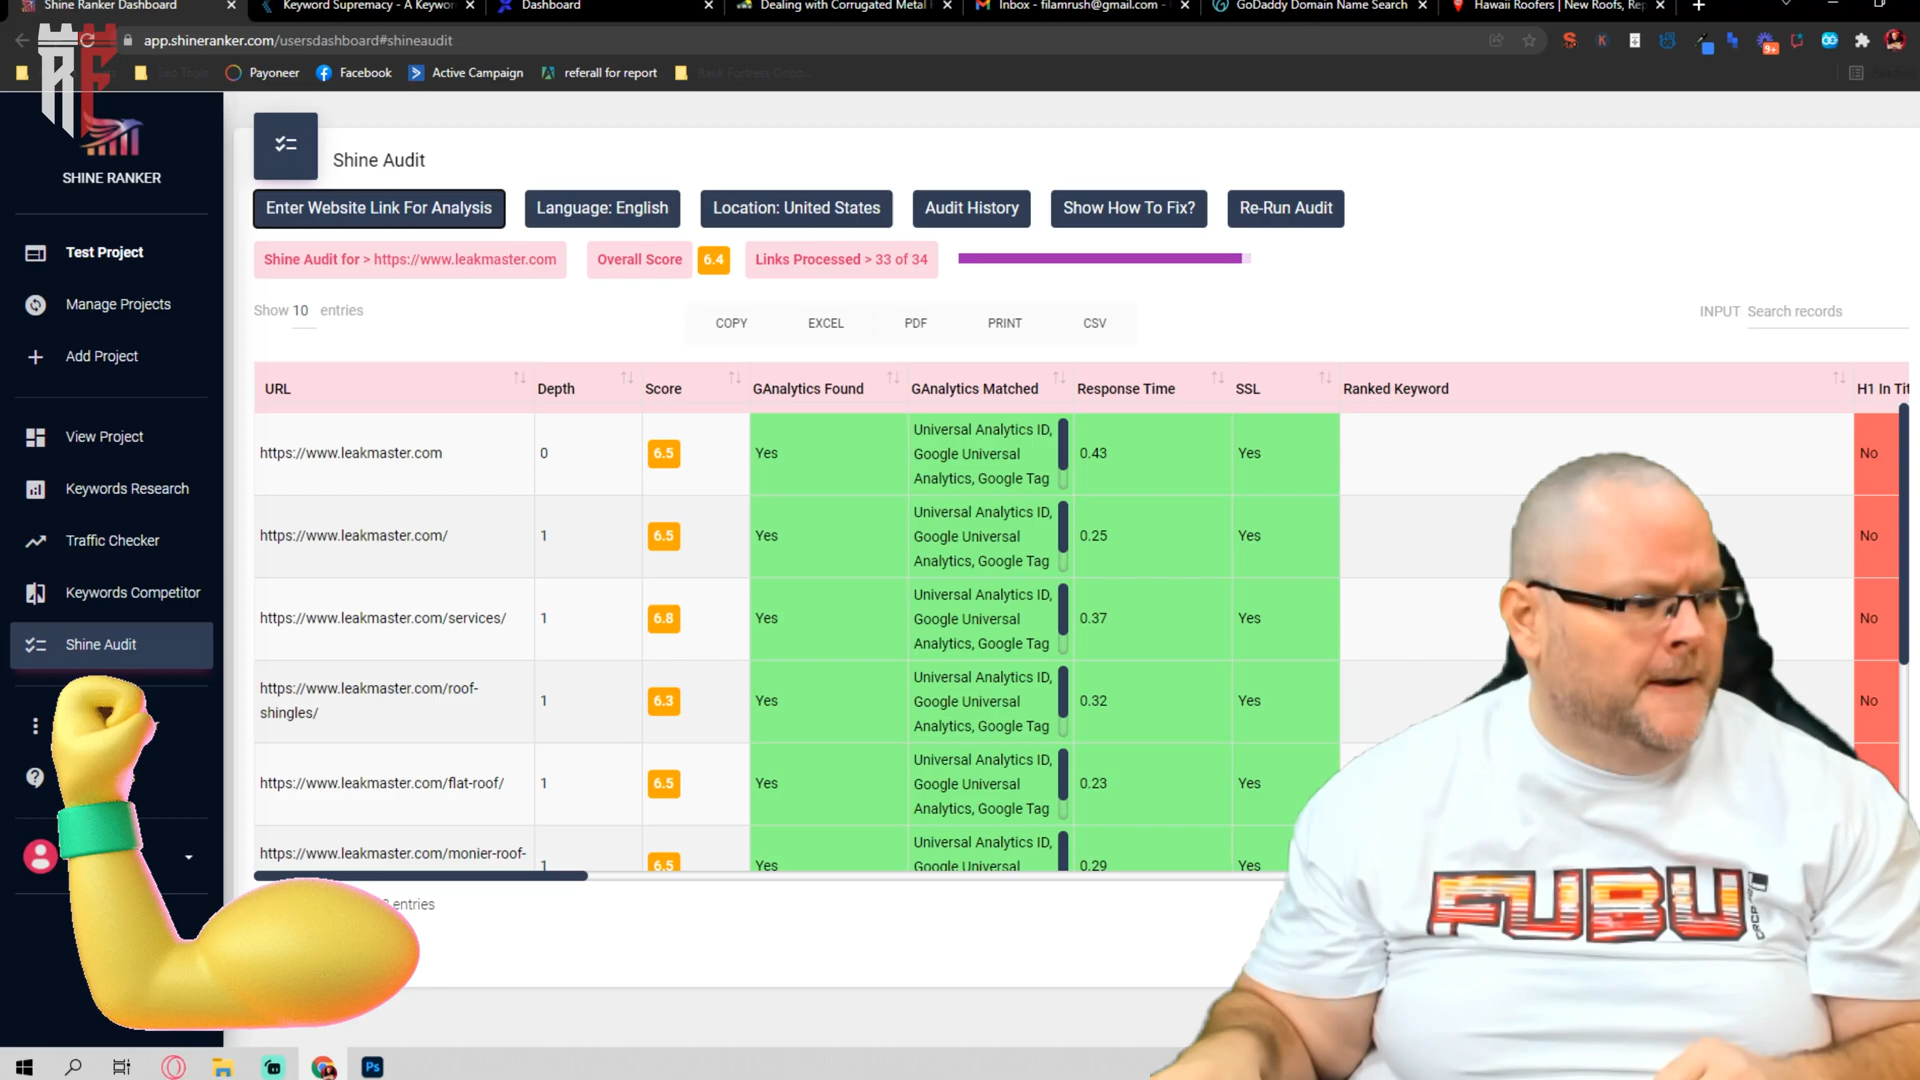 Shine Ranker Dashboard
Keyword Supremacy - A Keywor
Dashboard
Dealing with Corrugated Metal
Inbox - filamrush@gmail.com -
GoDaddy Domain Name Search
Hawaii Roofers | New Roofs, Rep
app.shineranker.com/usersdashboard#shineaudit
9+
Seo Tools
Payoneer
Facebook
Active Campaign
referall for report
Rank Fortress Onbo
Reading
SHINE RANKER
Test Project
Manage Projects
Add Project
View Project
Keywords Research
Traffic Checker
Keywords Competitor
Shine Audit
Shine Audit
Enter Website Link For Analysis
Language: English
Location: United States
Audit History
Show How To Fix?
Re-Run Audit
Shine Audit for > https://www.leakmaster.com
Overall Score
6.4
Links Processed > 33 of 34
Show 10 entries
COPY
EXCEL
PDF
PRINT
CSV
INPUT Search records
URL
Depth
Score
GAnalytics Found
GAnalytics Matched
Response Time
SSL
Ranked Keyword
H1 In Tit
https://www.leakmaster.com
0
6.5
Yes
Universal Analytics ID,
Google Universal
Analytics, Google Tag
0.43
Yes
No
https://www.leakmaster.com/
1
6.5
Yes
Universal Analytics ID,
Google Universal
Analytics, Google Tag
0.25
Yes
No
https://www.leakmaster.com/services/
1
6.8
Yes
Universal Analytics ID,
Google Universal
Analytics, Google Tag
0.37
Yes
No
https://www.leakmaster.com/roof-
shingles/
1
6.3
Yes
Universal Analytics ID,
Google Universal
Analytics, Google Tag
0.32
Yes
No
https://www.leakmaster.com/flat-roof/
1
6.5
Yes
Universal Analytics ID,
Google Universal
Analytics, Google Tag
0.23
Yes
https://www.leakmaster.com/monier-roof-
1
6.5
Yes
Universal Analytics ID,
Google Universal
0.29
Yes
entries
FUBU
Ps